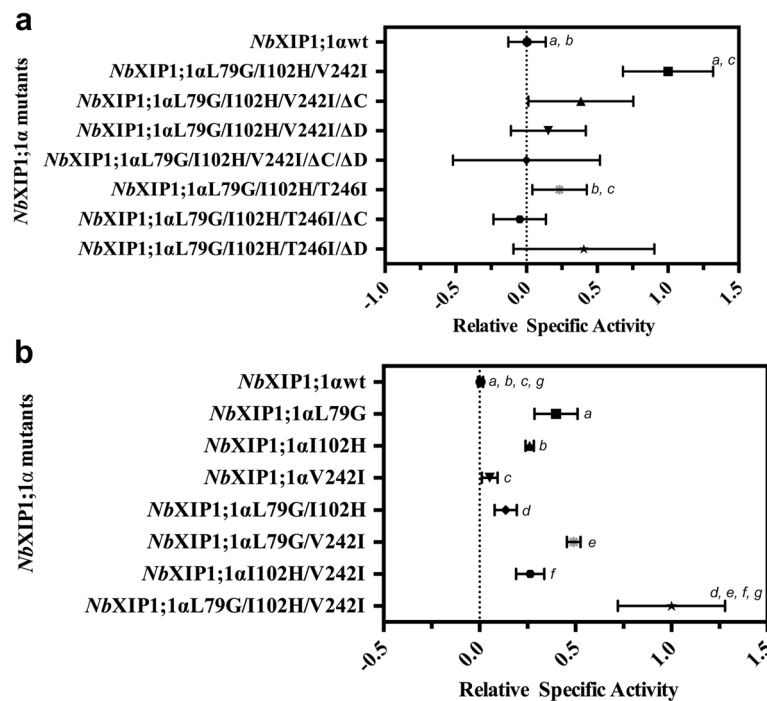 a
NbXIP1;1α mutants
NbXIP1;1αwt
a, b
NbXIP1;1αL79G/I102H/V242I
a, c
NbXIP1;1αL79G/I102H/V242I/ΔC
NbXIP1;1αL79G/I102H/V242I/ΔD
NbXIP1;1αL79G/I102H/V242I/ΔC/ΔD
NbXIP1;1αL79G/I102H/T246I
b, c
NbXIP1;1αL79G/I102H/T246I/ΔC
NbXIP1;1αL79G/I102H/T246I/ΔD
-1.0 -0.5 0.0 0.5 1.0 1.5
Relative Specific Activity
b
NbXIP1;1α mutants
NbXIP1;1αwt
a, b, c, g
NbXIP1;1αL79G
a
NbXIP1;1αI102H
b
NbXIP1;1αV242I
c
NbXIP1;1αL79G/I102H
d
NbXIP1;1αL79G/V242I
e
NbXIP1;1αI102H/V242I
f
NbXIP1;1αL79G/I102H/V242I
d, e, f, g
-0.5 0.0 0.5 1.0 1.5
Relative Specific Activity